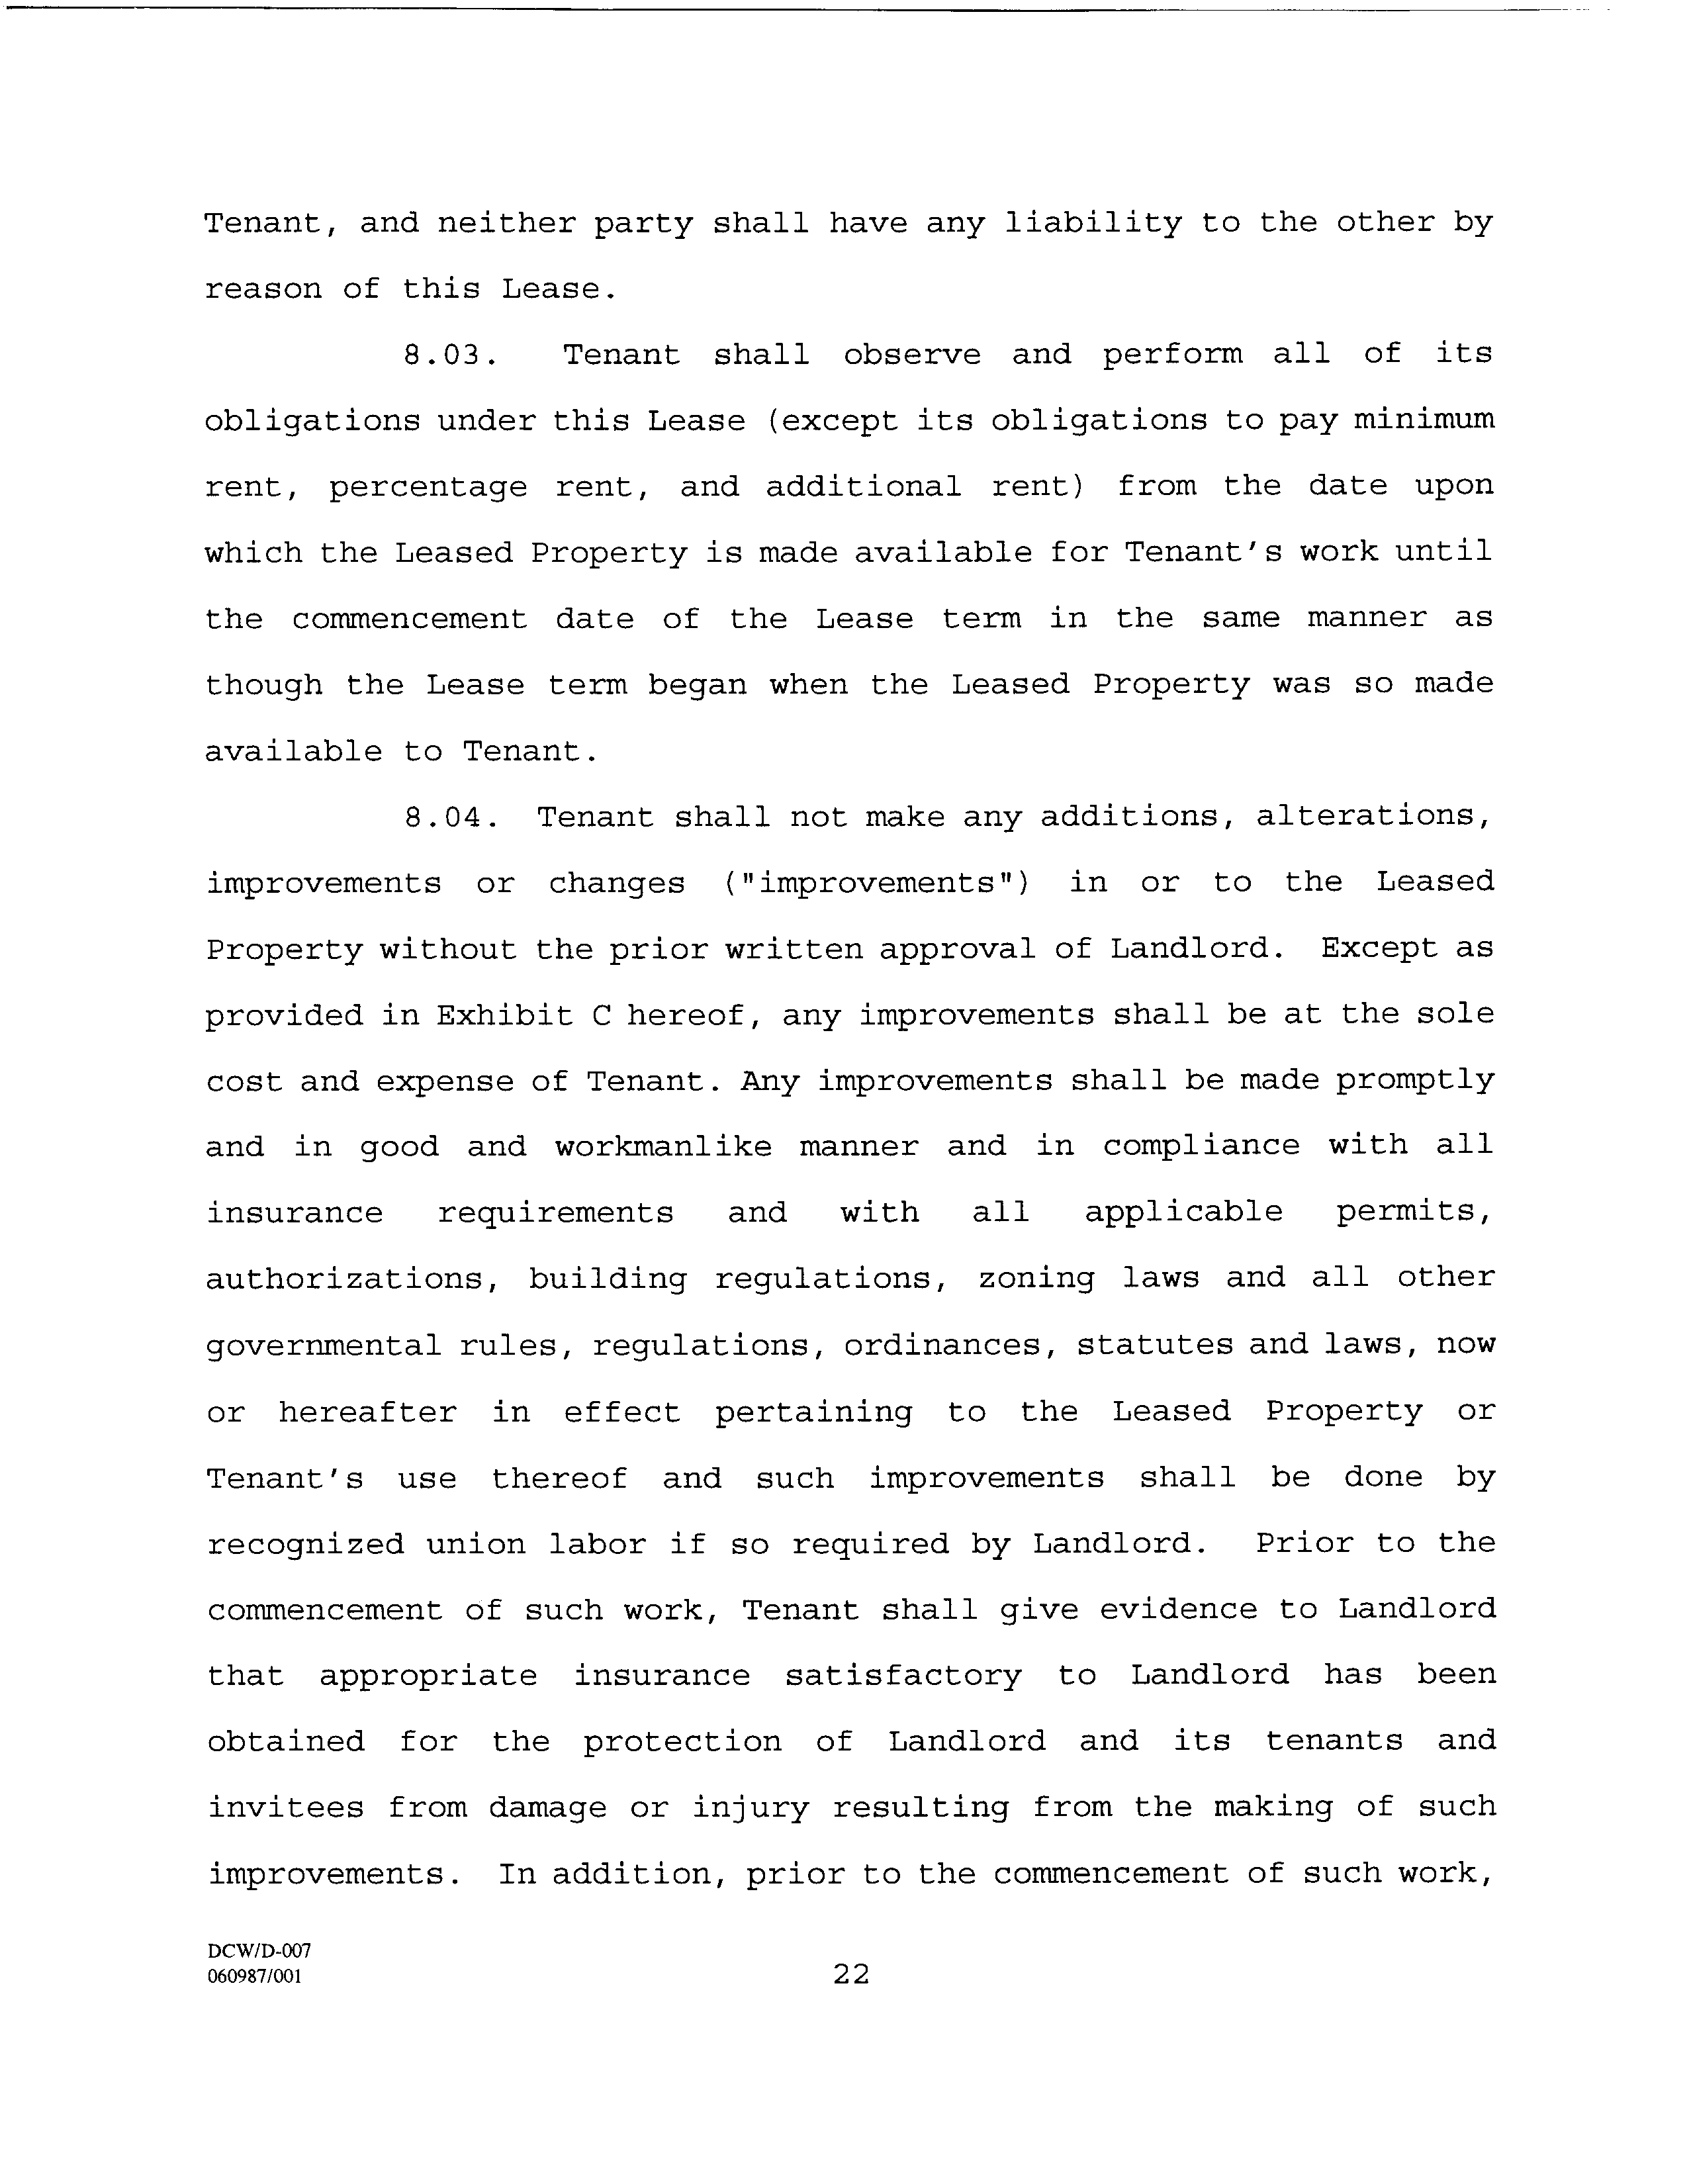 Tenant, and neither party shall have any liability to the other by
reason of this Lease.
8.03. Tenant shall observe and perform all of its
obligations under this Lease (except its obligations to pay minimum
rent, percentage rent, and additional rent) from the date upon
which the Leased Property is made available for Tenant's work until
the commencement date of the Lease term in the same manner as
though the Lease term began when the Leased Property was so made
available to Tenant.
8.04. Tenant shall not make any additions, alterations,
improvements or changes ("improvements") in or to the Leased
Property without the prior written approval of Landlord. Except as
provided in Exhibit C hereof, any improvements shall be at the sole
cost and expense of Tenant. Any improvements shall be made promptly
and in good and workmanlike manner and in compliance with all
insurance requirements and with all applicable permits,
authorizations, building regulations, zoning laws and all other
governmental rules, regulations, ordinances, statutes and laws, now
or hereafter in effect pertaining to the Leased Property or
Tenant's use thereof and such improvements shall be done by
recognized union labor if so required by Landlord. Prior to the
commencement of such work, Tenant shall give evidence to Landlord
that appropriate insurance satisfactory to Landlord has been
obtained for the protection of Landlord and its tenants and
invitees from damage or injury resulting from the making of such
improvements. In addition, prior to the commencement of such work,
DCW/D-007
060987/001
22